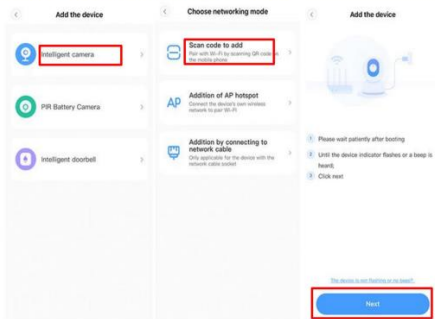 Add the device
Intelligent camera
PIR Battery Camera
Intelligent doorbell
Choose networking mode
Scan code to add
Pair with Wi-Fi by scanning QR code on
the mobile phone
AP
Addition of AP hotspot
Connect the device's own wireless
network to pair Wi-Fi
Addition by connecting to
network cable
Only applicable for the device with the
network cable socket
Add the device
1 Please wait patiently after booting
2 Until the device indicator flashes or a beep is
heard;
3 Click next
The device is not flashing or no beep?
Next